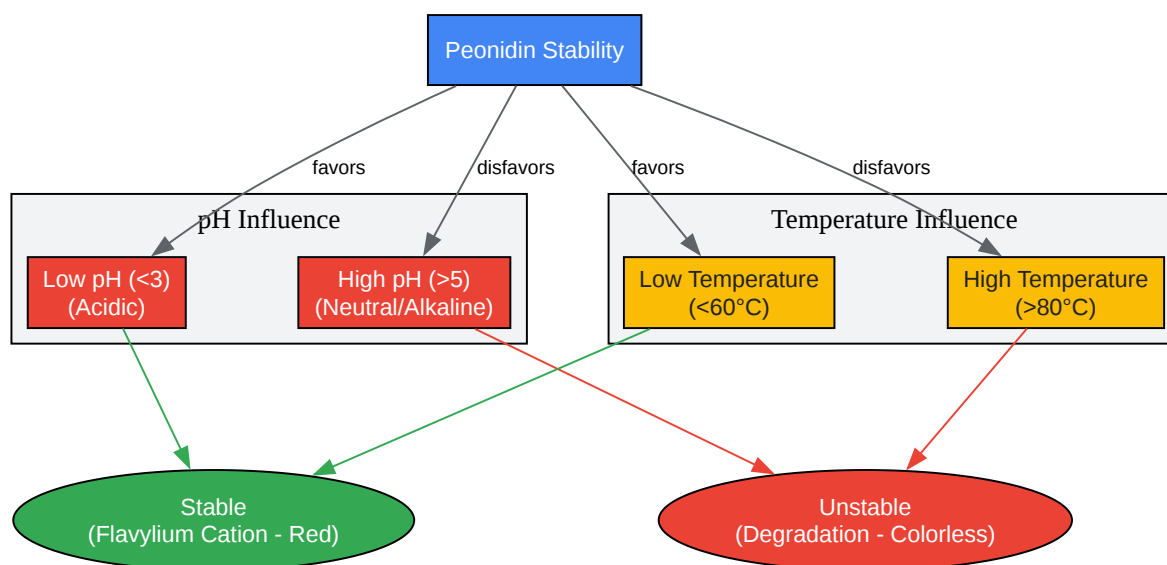 Peonidin Stability
favors
disfavors
favors
disfavors
pH Influence
Temperature Influence
Low pH (<3)
(Acidic)
High pH (>5)
(Neutral/Alkaline)
Low Temperature
(<60°C)
High Temperature
(>80°C)
Stable
(Flavylium Cation - Red)
Unstable
(Degradation - Colorless)